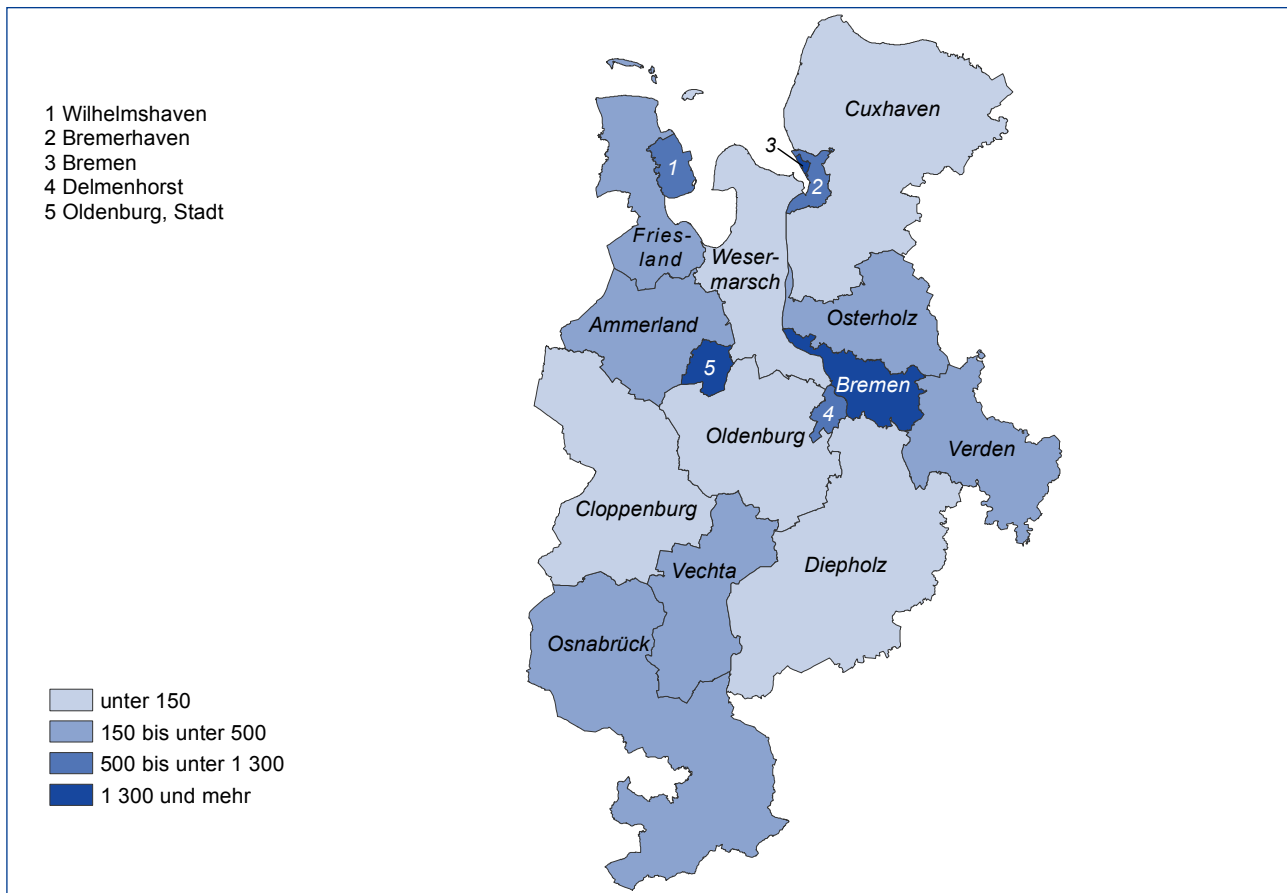 1 Wilhelmshaven
2 Bremerhaven
3 Bremen
4 Delmenhorst
5 Oldenburg, Stadt
Cuxhaven
3
1
2
Fries-
land
Weser-
marsch
Osterholz
Ammerland
5
Bremen
4
Oldenburg
Verden
Cloppenburg
Vechta
Diepholz
Osnabrück
unter 150
150 bis unter 500
500 bis unter 1 300
1 300 und mehr